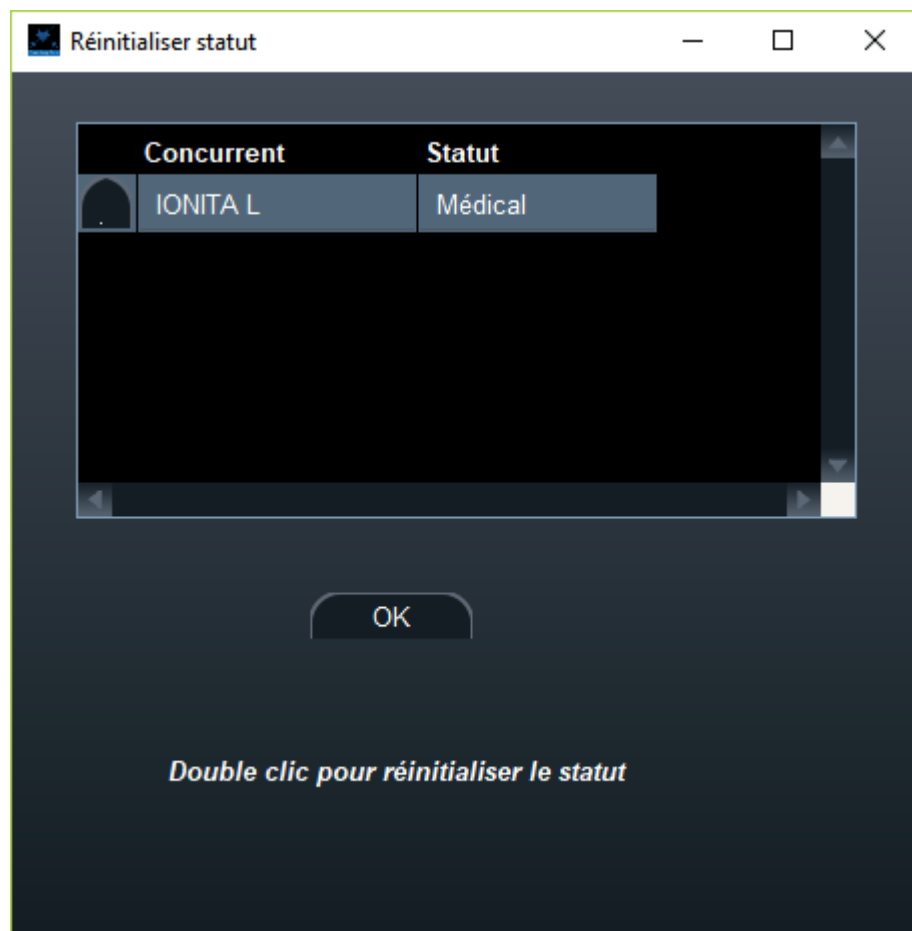 Réinitialiser statut
Concurrent Statut
IONITA L Médical
OK
Double clic pour réinitialiser le statut